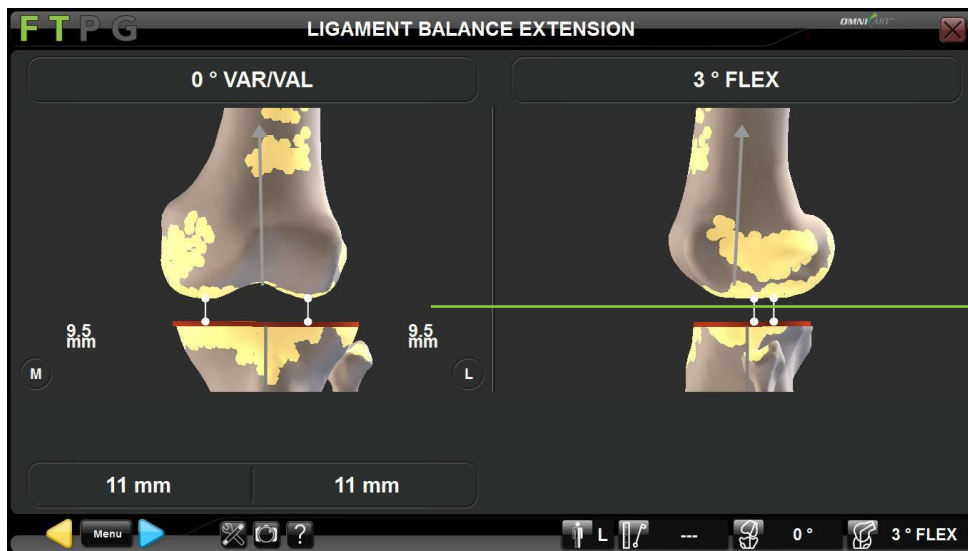 FTPG
LIGAMENT BALANCE EXTENSION
OMNI
0 ° VAR/VAL
3 ° FLEX
9.5
mm
9.5
mm
M
L
11 mm
11 mm
Menu
?
L
---
0 °
3 ° FLEX